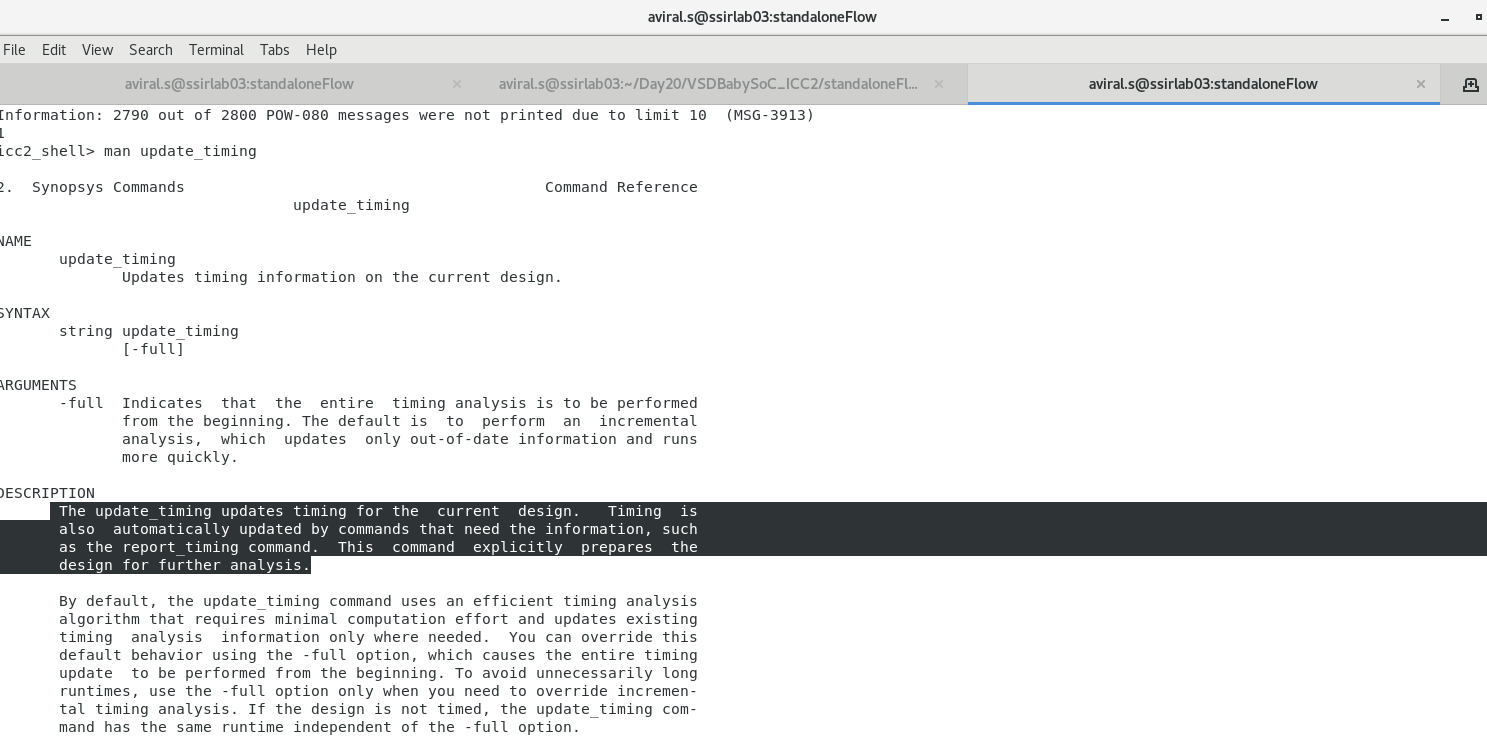 aviral.s@ssirlab03:standaloneFlow
File Edit View Search Terminal Tabs Help
aviral.s@ssirlab03:standaloneFlow × aviral.s@ssirlab03:~/Day20/VSDBabySoC_ICC2/standaloneFl... × aviral.s@ssirlab03:standaloneFlow ×
Information: 2790 out of 2800 POW-080 messages were not printed due to limit 10  (MSG-3913)
1
icc2_shell> man update_timing
2.  Synopsys Commands                                        Command Reference
update_timing
NAME
update_timing
Updates timing information on the current design.
SYNTAX
string update_timing
[-full]
ARGUMENTS
-full  Indicates  that  the  entire  timing analysis is to be performed
from the beginning. The default is  to  perform  an  incremental
analysis,  which  updates  only out-of-date information and runs
more quickly.
DESCRIPTION
The update_timing updates timing for the  current  design.   Timing  is
also  automatically updated by commands that need the information, such
as the report_timing command.  This  command  explicitly  prepares  the
design for further analysis.
By default, the update_timing command uses an efficient timing analysis
algorithm that requires minimal computation effort and updates existing
timing  analysis  information only where needed.  You can override this
default behavior using the -full option, which causes the entire timing
update  to be performed from the beginning. To avoid unnecessarily long
runtimes, use the -full option only when you need to override incremen-
tal timing analysis. If the design is not timed, the update_timing com-
mand has the same runtime independent of the -full option.